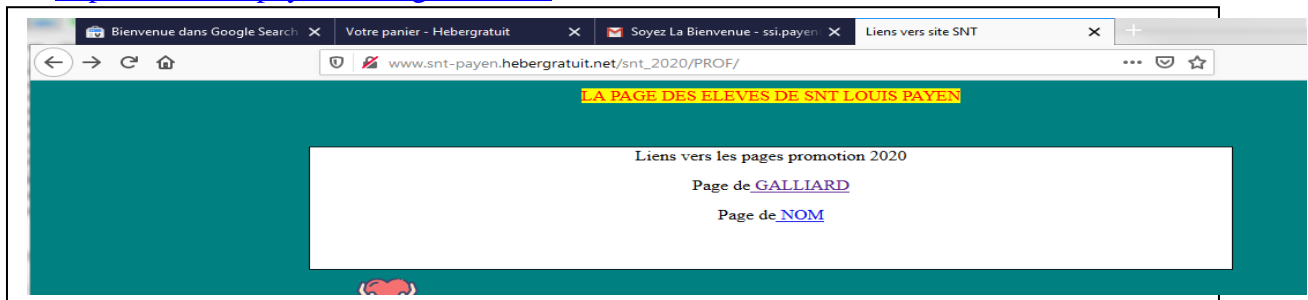 Bienvenue dans Google Search Votre panier - Hebergratuit Soyez La Bienvenue - ssi.payen Liens vers site SNT
www.snt-payen.hebergratuit.net/snt_2020/PROF/
LA PAGE DES ELEVES DE SNT LOUIS PAYEN
Liens vers les pages promotion 2020
Page de GALLIARD
Page de NOM